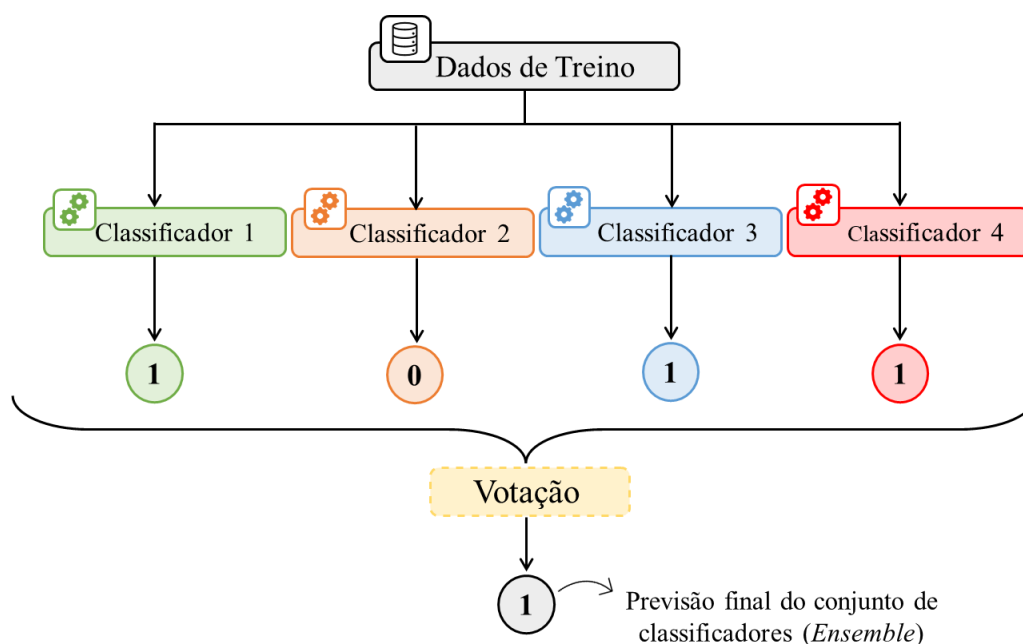 Dados de Treino
Classificador 1
Classificador 2
Classificador 3
Classificador 4
1
0
1
1
Votação
1
Previsão final do conjunto de
classificadores (Ensemble)